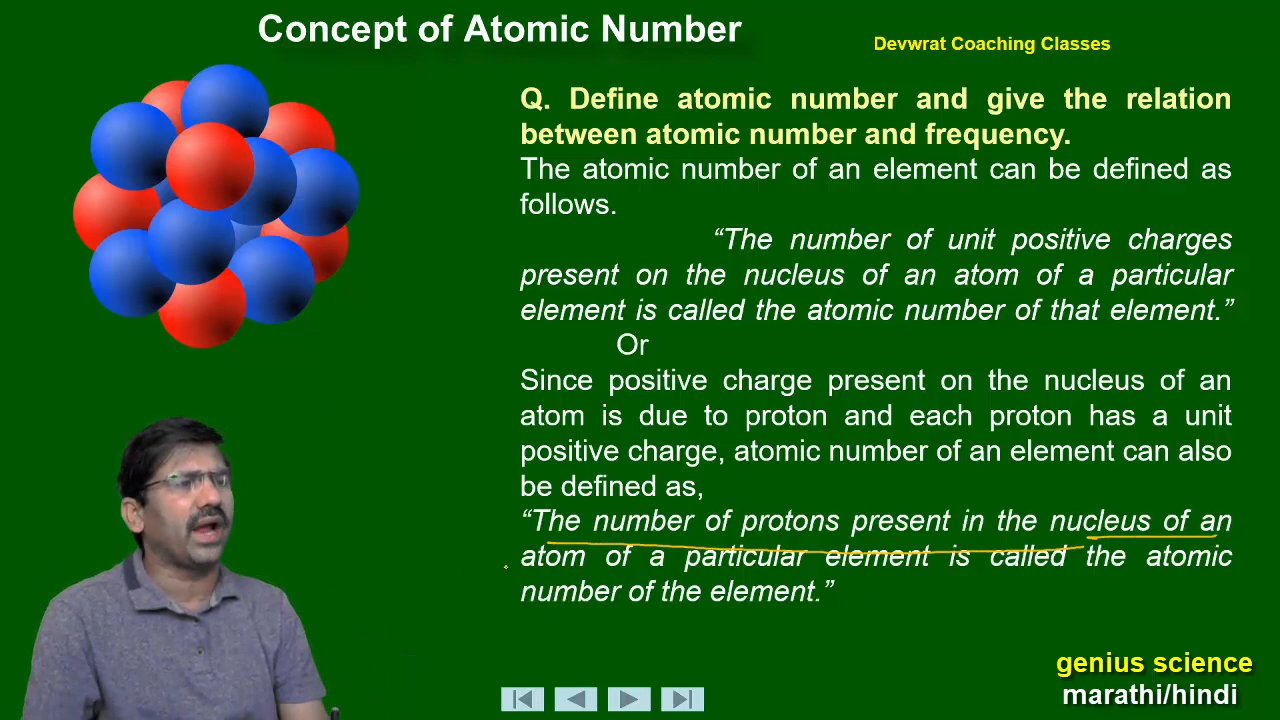 Concept of Atomic Number
Devwrat Coaching Classes
Q. Define atomic number and give the relation
between atomic number and frequency.
The atomic number of an element can be defined as
follows.
“The number of unit positive charges
present on the nucleus of an atom of a particular
element is called the atomic number of that element.”
Or
Since positive charge present on the nucleus of an
atom is due to proton and each proton has a unit
positive charge, atomic number of an element can also
be defined as,
“The number of protons present in the nucleus of an
atom of a particular element is called the atomic
number of the element.”
genius science
marathi/hindi